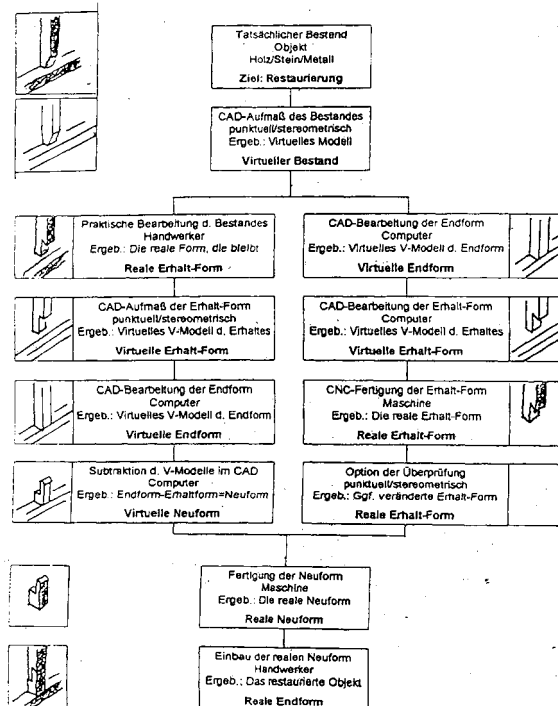 Tatsächlicher Bestand
Objekt
Holz/Stein/Metall
Ziel: Restaurierung
CAD-Aufmaß des Bestandes
punktuell/stereometrisch
Ergeb.: Virtuelles Modell
Virtueller Bestand
Praktische Bearbeitung d. Bestandes
Handwerker
Ergeb.: Die reale Form, die bleibt
Reale Erhalt-Form
CAD-Aufmaß der Erhalt-Form
punktuell/stereometrisch
Ergeb.: Virtuelles V-Modell d. Erhaltes
Virtuelle Erhalt-Form
CAD-Bearbeitung der Endform
Computer
Ergeb.: Virtuelles V-Modell d. Endform
Virtuelle Endform
Subtraktion d. V-Modelle im CAD
Computer
Ergeb.: Endform-Erhaltform=Neuform
Virtuelle Neuform
CAD-Bearbeitung der Endform
Computer
Ergeb.: Virtuelles V-Modell d. Endform
Virtuelle Endform
CAD-Bearbeitung der Erhalt-Form
Computer
Ergeb.: Virtuelles V-Modell d. Erhaltes
Virtuelle Erhalt-Form
CNC-Fertigung der Erhalt-Form
Maschine
Ergeb.: Die reale Erhalt-Form
Reale Erhalt-Form
Option der Überprüfung
punktuell/stereometrisch
Ergeb.: Ggf. veränderte Erhalt-Form
Reale Erhalt-Form
Fertigung der Neuform
Maschine
Ergeb.: Die reale Neuform
Reale Neuform
Einbau der realen Neuform
Handwerker
Ergeb.: Das restaurierte Objekt
Reale Endform